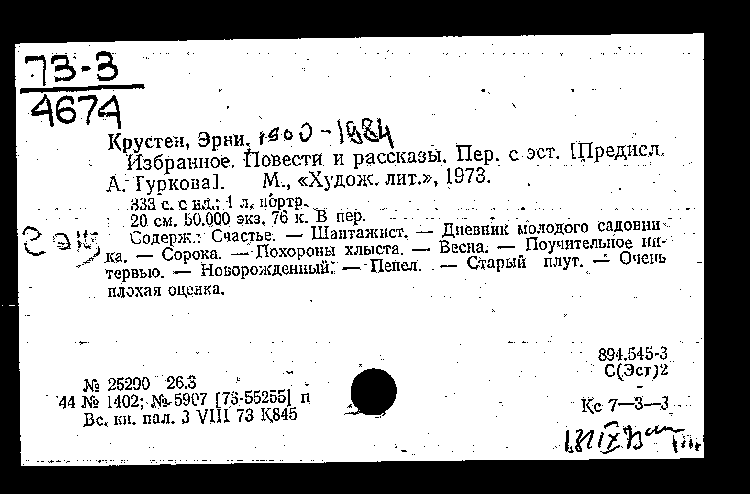 73-3
4674
Крустен, Эрни, 1900-1984
Избранное. Повести и рассказы. Пер. с эст. [Предисл.
А. Гуркова]. М., «Худож. лит.», 1973.
333 с. с ил.; 1 л. портр.
20 см. 50.000 экз. 76 к. В пер.
Содерж.: Счастье. — Шантажист. — Дневник молодого садовни-
ка. — Сорока. — Похороны хлыста. — Весна. — Поучительное ин-
тервью. — Новорожденный. — Пепел. — Старый плут. — Очень
плохая оценка.
894.545-3
С(Эст)2
№ 25200 26.3
44 № 1402; № 5907 [73-55255] п
Вс. кн. пал. 3 VIII 73 К845
Кс 7—3—3